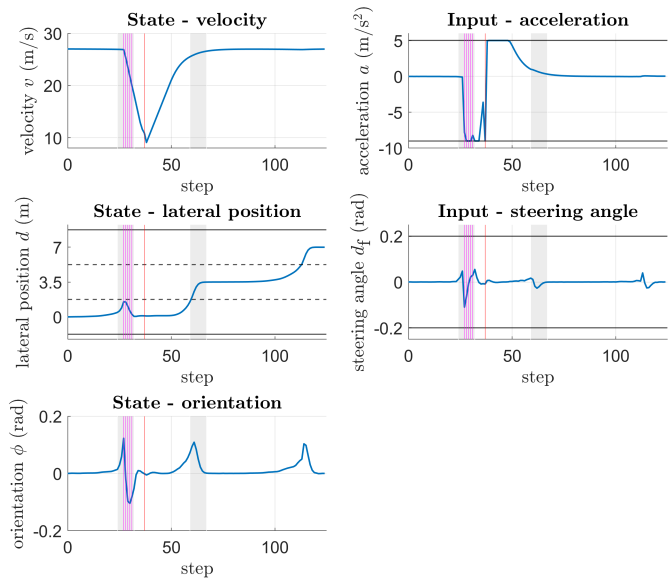 State - velocity
velocity v (m/s)
30
20
10
0
50
100
step
Input - acceleration
acceleration a (m/s²)
5
0
-5
-10
0
50
100
step
State - lateral position
lateral position d (m)
7
3.5
0
0
50
100
step
Input - steering angle
steering angle d_f (rad)
0.2
0
-0.2
0
50
100
step
State - orientation
orientation ϕ (rad)
0.2
0
-0.2
0
50
100
step